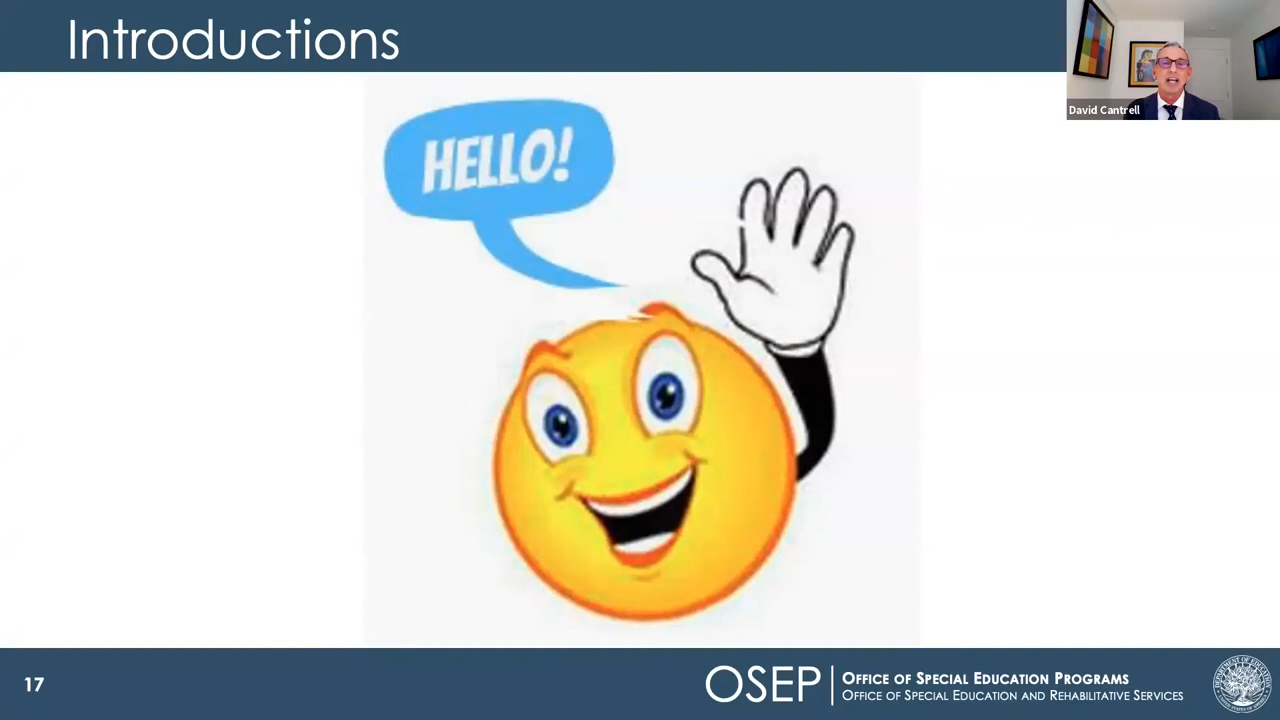 Introductions
David Cantrell
HELLO!
17
OSEP
OFFICE OF SPECIAL EDUCATION PROGRAMS
OFFICE OF SPECIAL EDUCATION AND REHABILITATIVE SERVICES